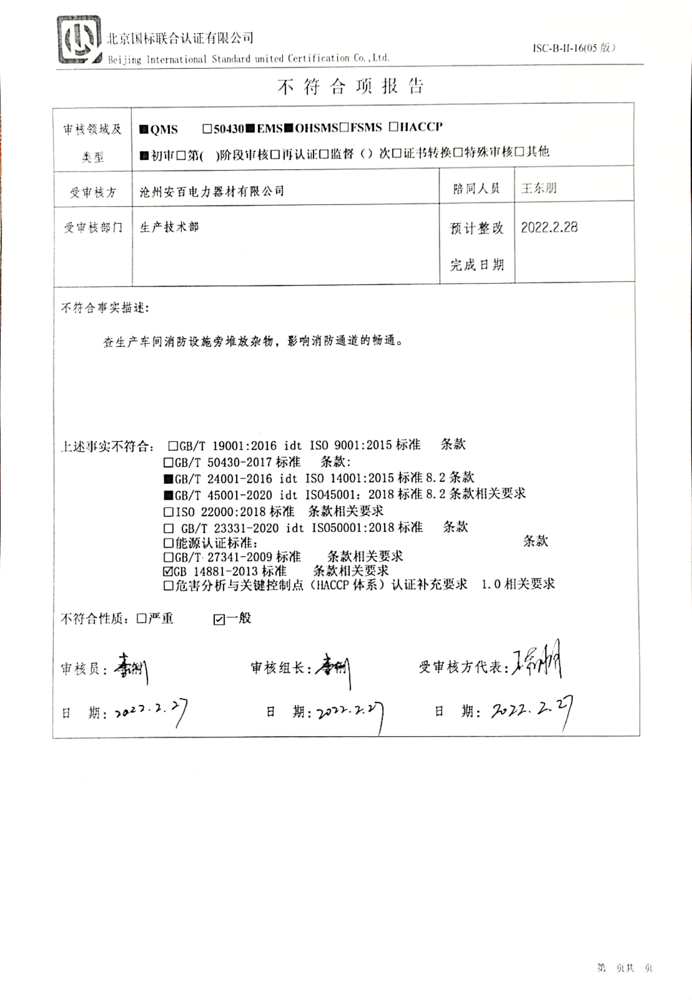 北京国标联合认证有限公司
Beijing International Standard united Certification Co.,Ltd.
ISC-B-II-16(05 版)
不符合项报告
审核领域及类型
■QMS □50430■EMS■OHSMS□FSMS □HACCP
■初审□第( )阶段审核□再认证□监督（）次□证书转换□特殊审核□其他
受审核方 沧州安百电力器材有限公司 陪同人员 王东朋
受审核部门 生产技术部 预计整改完成日期 2022.2.28
不符合事实描述：
查生产车间消防设施旁堆放杂物，影响消防通道的畅通。
上述事实不符合： □GB/T 19001:2016 idt ISO 9001:2015 标准 条款
□GB/T 50430-2017 标准 条款：
■GB/T 24001-2016 idt ISO 14001:2015 标准 8.2 条款
■GB/T 45001-2020 idt ISO45001：2018 标准 8.2 条款相关要求
□ISO 22000:2018 标准 条款相关要求
□ GB/T 23331-2020 idt ISO50001:2018 标准 条款
□能源认证标准： 条款
□GB/T 27341-2009 标准 条款相关要求
☑GB 14881-2013 标准 条款相关要求
□危害分析与关键控制点（HACCP 体系）认证补充要求 1.0 相关要求
不符合性质：□严重 ☑一般
审核员： 审核组长： 受审核方代表：王东朋
日 期：2022.2.27 日 期：2022.2.27 日 期：2022.2.27
第 页共 页